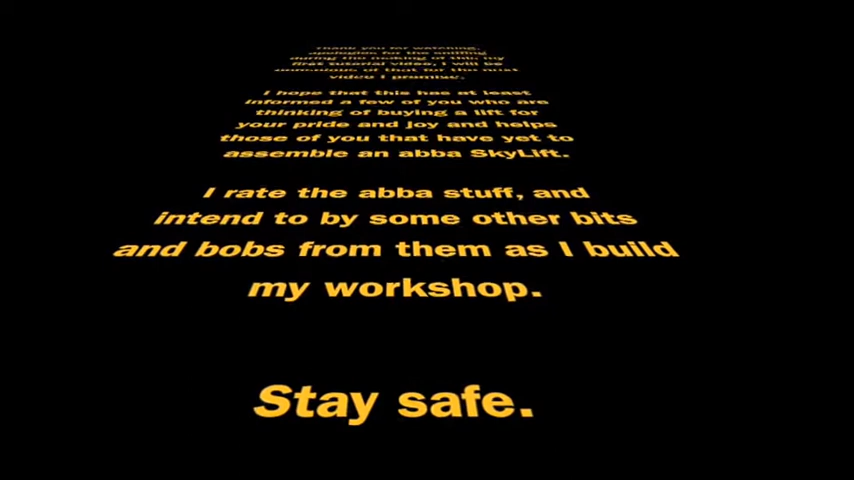 Thank you for watching,
apologies for the sniffing
during the making of this my
first tutorial video, I will be
of that for the next
video I promise.
I hope that this has at least
informed a few of you who are
thinking of buying a lift for
your pride and joy and helps
those of you that have yet to
assemble an abba SkyLift.
I rate the abba stuff, and
intend to by some other bits
and bobs from them as I build
my workshop.
Stay safe.